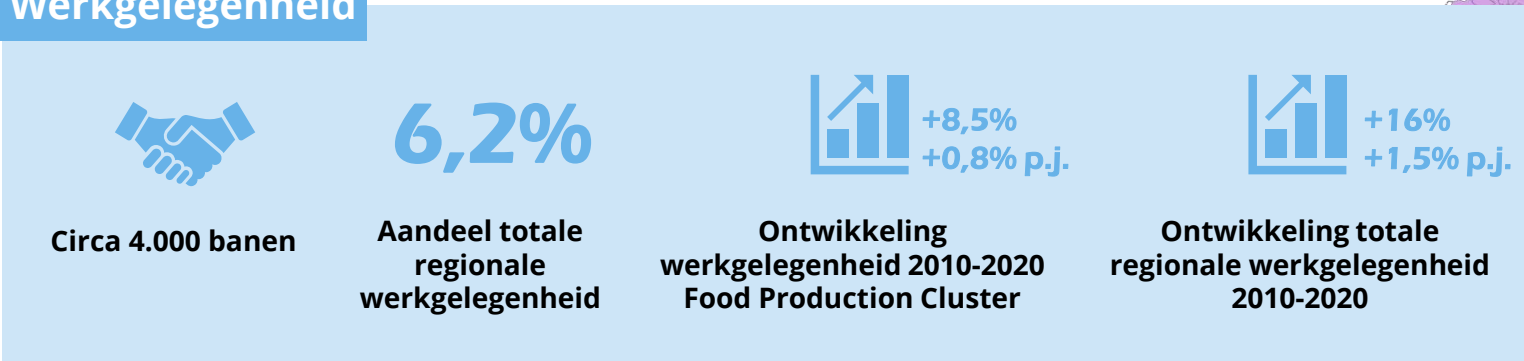 Werkgelegenheid
6,2%
+8,5%
+0,8% p.j.
+16%
+1,5% p.j.
Circa 4.000 banen
Aandeel totale
regionale
werkgelegenheid
Ontwikkeling
werkgelegenheid 2010-2020
Food Production Cluster
Ontwikkeling totale
regionale werkgelegenheid
2010-2020